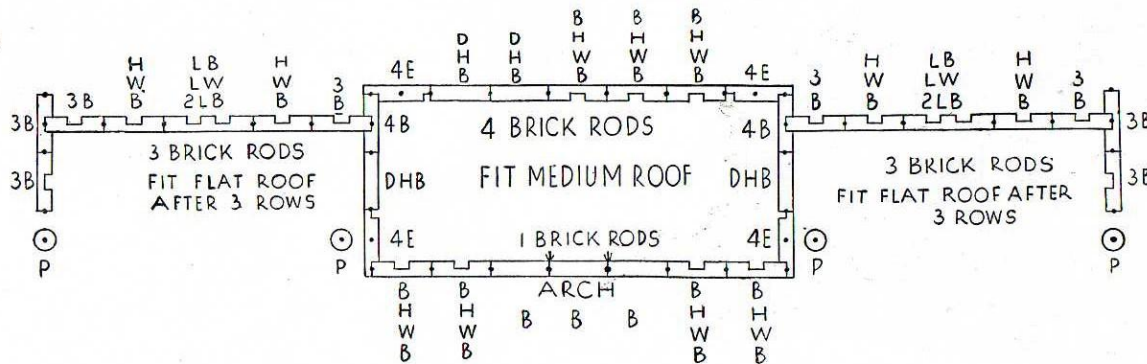 B B B
D D H H H
H H W W W
4E B B B B B 4E
H LB H
W LW W
3B B 2LB B 3
B
3 H LB H 3
B W LW W B
B 2LB B
3B 4B 4 BRICK RODS 4B 3B
3 BRICK RODS
3B FIT FLAT ROOF
AFTER 3 ROWS
DHB FIT MEDIUM ROOF DHB
3 BRICK RODS 3B
FIT FLAT ROOF AFTER
3 ROWS
P P 4E 1 BRICK RODS 4E P P
ARCH
B B B B B B B
H H H H
W W W W
B B B B